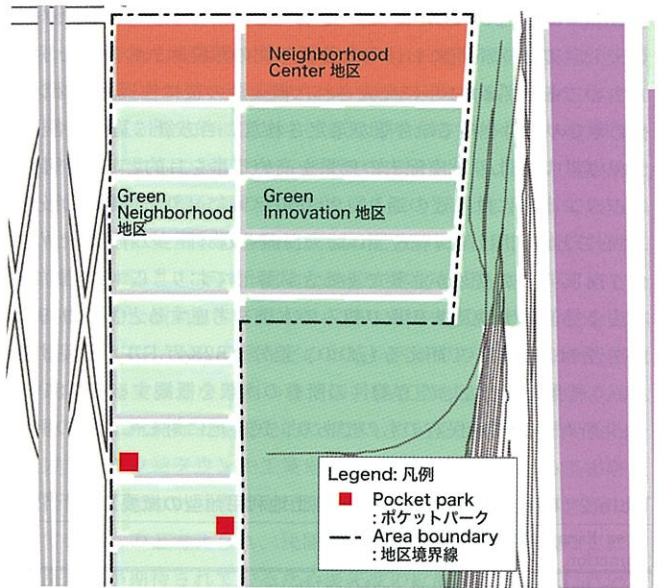 Neighborhood
Center 地区
Green
Neighborhood
地区
Green
Innovation 地区
Legend: 凡例
Pocket park
: ポケットパーク
Area boundary
: 地区境界線